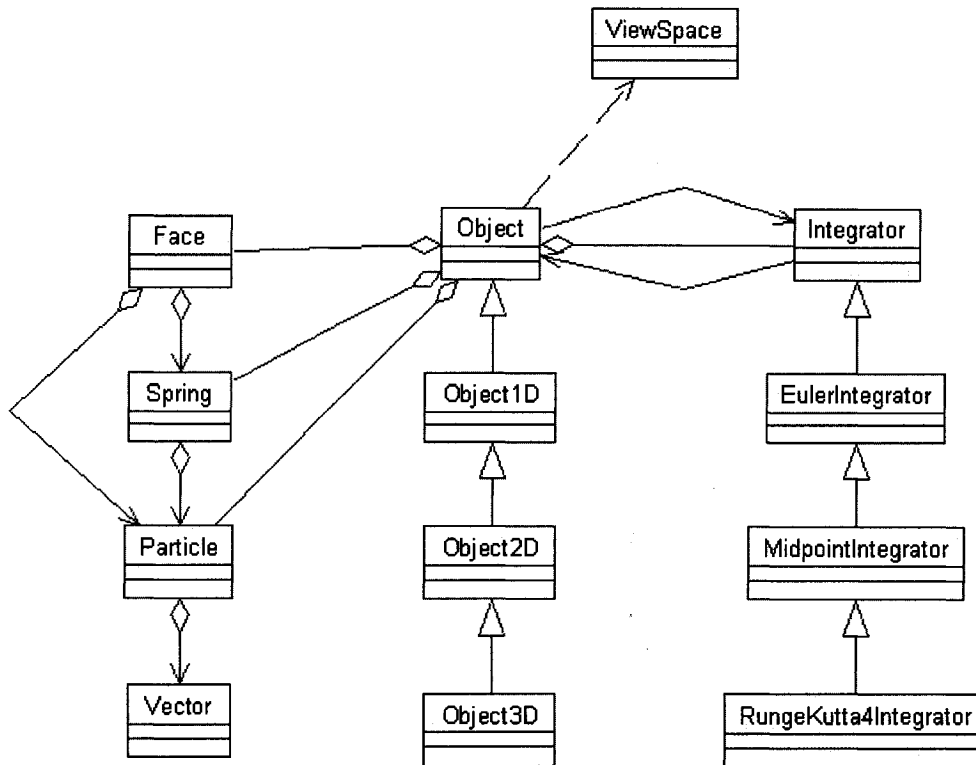 ViewSpace
Face
Object
Integrator
Spring
Object1D
EulerIntegrator
Particle
Object2D
MidpointIntegrator
Vector
Object3D
RungeKutta4Integrator